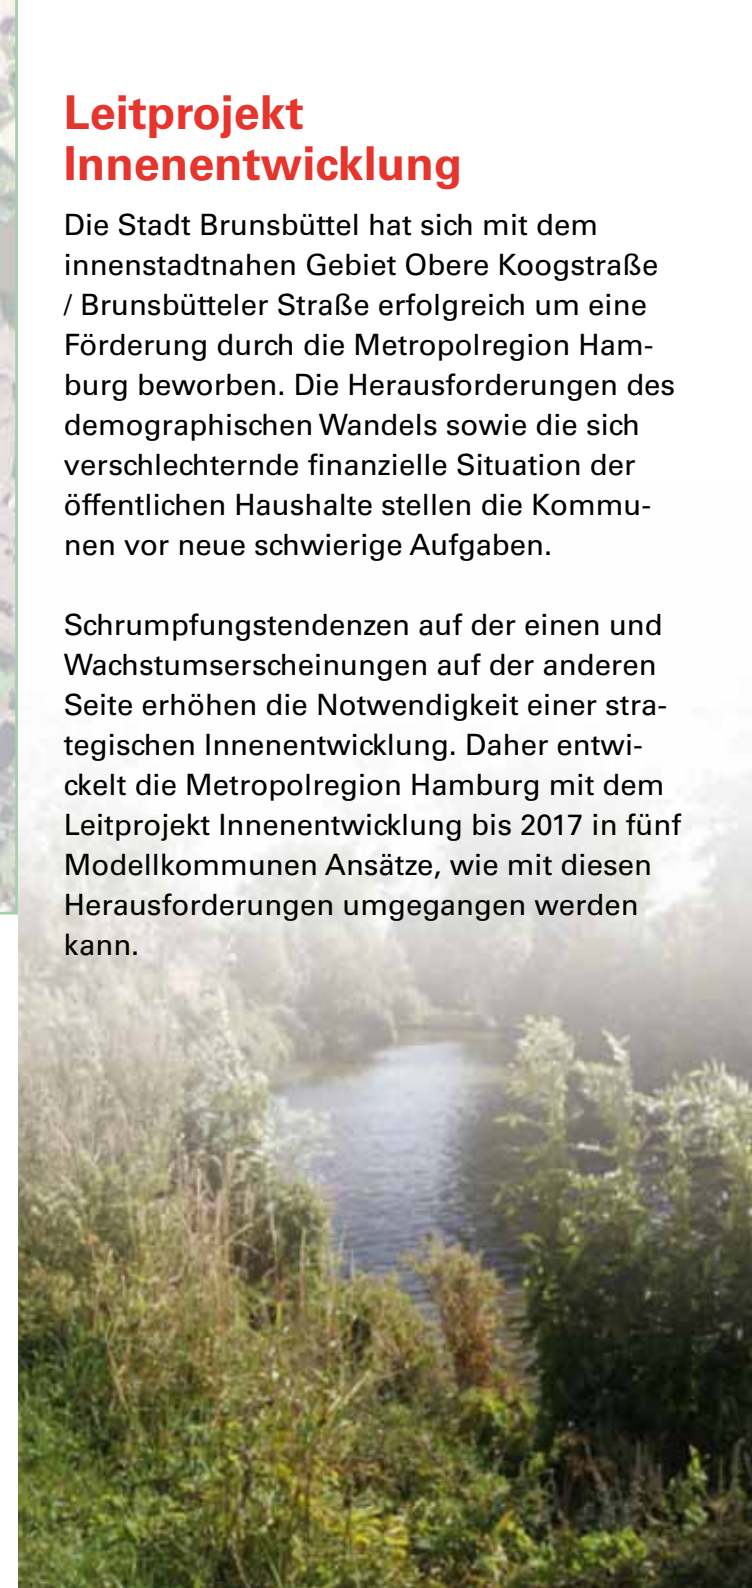 Leitprojekt
Innenentwicklung
Die Stadt Brunsbüttel hat sich mit dem
innenstadtnahen Gebiet Obere Koogstraße
/ Brunsbütteler Straße erfolgreich um eine
Förderung durch die Metropolregion Ham-
burg beworben. Die Herausforderungen des
demographischen Wandels sowie die sich
verschlechternde finanzielle Situation der
öffentlichen Haushalte stellen die Kommu-
nen vor neue schwierige Aufgaben.
Schrumpfungstendenzen auf der einen und
Wachstumserscheinungen auf der anderen
Seite erhöhen die Notwendigkeit einer stra-
tegischen Innenentwicklung. Daher entwi-
ckelt die Metropolregion Hamburg mit dem
Leitprojekt Innenentwicklung bis 2017 in fünf
Modellkommunen Ansätze, wie mit diesen
Herausforderungen umgegangen werden
kann.